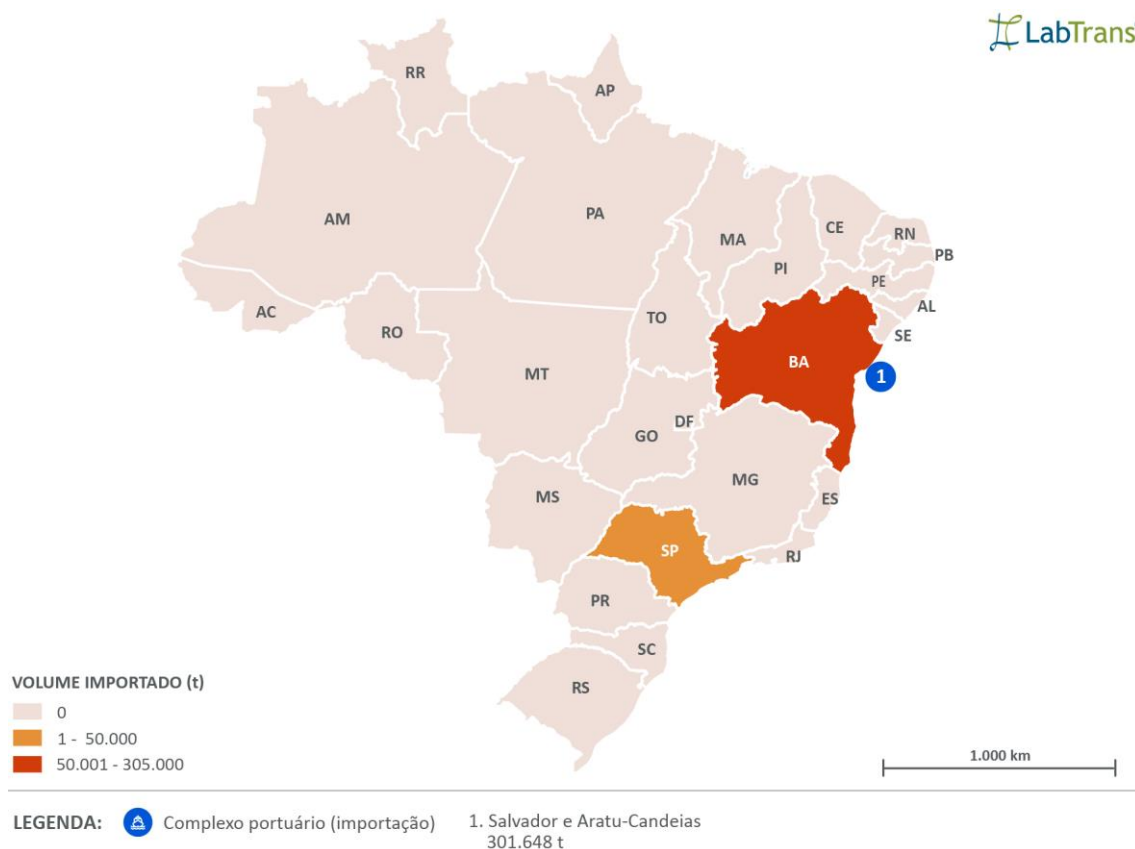 LabTrans
RR
AP
AM
PA
MA
CE
RN
PB
PI
PE
AL
AC
TO
SE
RO
BA
1
MT
DF
GO
MG
MS
ES
SP
RJ
PR
SC
RS
VOLUME IMPORTADO (t)
0
1 - 50.000
50.001 - 305.000
1.000 km
LEGENDA: Complexo portuário (importação) 1. Salvador e Aratu-Candeias
301.648 t